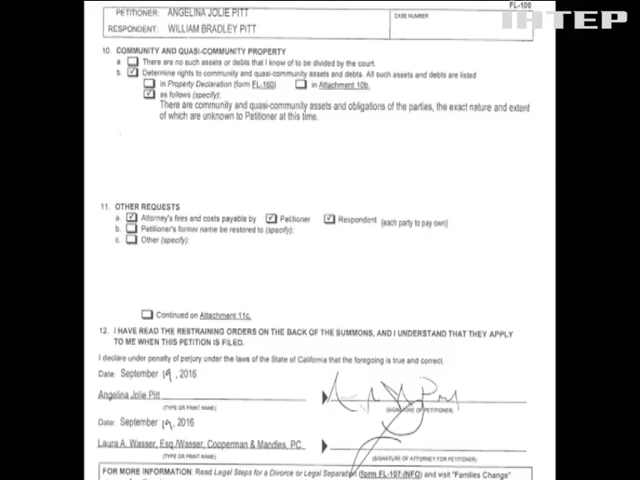 FL-100
PETITIONER: ANGELINA JOLIE PITT
CASE NUMBER
RESPONDENT: WILLIAM BRADLEY PITT
ІНТЕР
10. COMMUNITY AND QUASI-COMMUNITY PROPERTY
a. There are no such assets or debts that I know of to be divided by the court.
b. Determine rights to community and quasi-community assets and debts. All such assets and debts are listed
in Property Declaration (form FL-160) in Attachment 10b.
as follows (specify):
There are community and quasi-community assets and obligations of the parties, the exact nature and extent
of which are unknown to Petitioner at this time.
11. OTHER REQUESTS
a. Attorney's fees and costs payable by Petitioner Respondent (each party to pay own)
b. Petitioner's former name be restored to (specify):
c. Other (specify):
Continued on Attachment 11c.
12. I HAVE READ THE RESTRAINING ORDERS ON THE BACK OF THE SUMMONS, AND I UNDERSTAND THAT THEY APPLY
TO ME WHEN THIS PETITION IS FILED.
I declare under penalty of perjury under the laws of the State of California that the foregoing is true and correct.
Date: September 19, 2016
Angelina Jolie Pitt
(TYPE OR PRINT NAME) (SIGNATURE OF PETITIONER)
Date: September 19, 2016
Laura A. Wasser, Esq./Wasser, Cooperman & Mandles, PC.
(TYPE OR PRINT NAME) (SIGNATURE OF ATTORNEY FOR PETITIONER)
FOR MORE INFORMATION: Read Legal Steps for a Divorce or Legal Separation (form FL-107-INFO) and visit "Families Change"